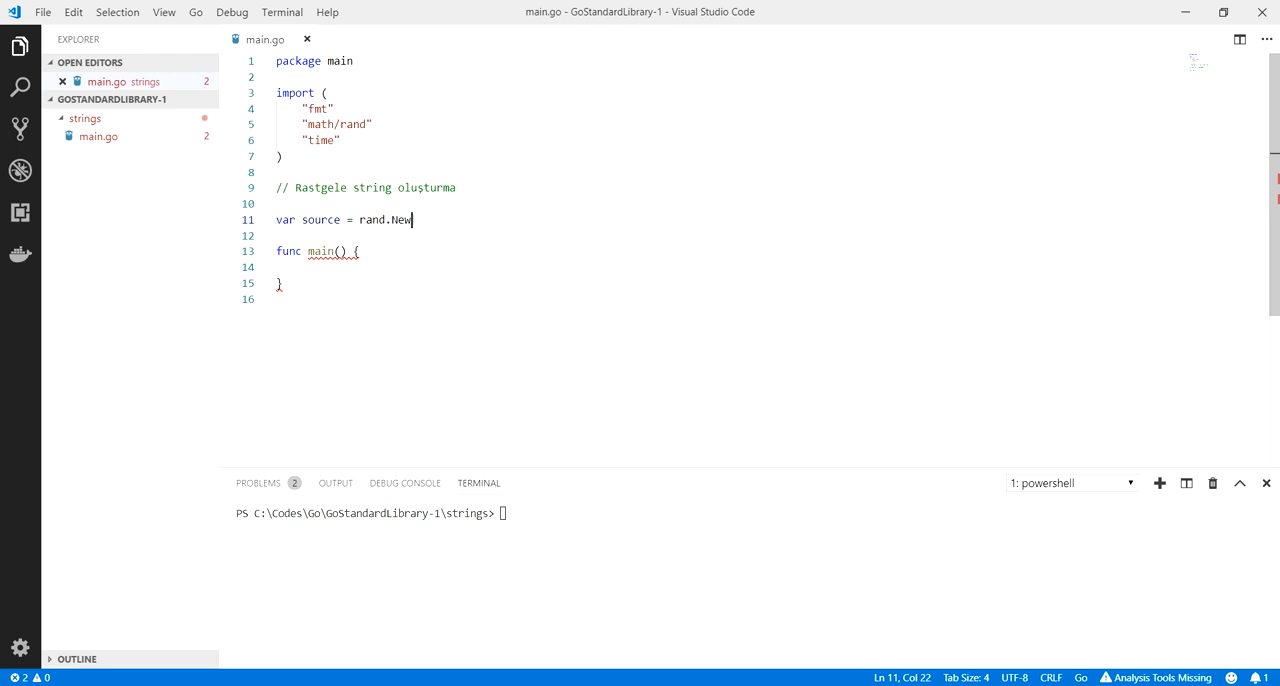 File Edit Selection View Go Debug Terminal Help
main.go - GoStandardLibrary-1 - Visual Studio Code
EXPLORER
OPEN EDITORS
main.go strings 2
GOSTANDARDLIBRARY-1
strings
main.go 2
OUTLINE
main.go
1 package main
2
3 import (
4 "fmt"
5 "math/rand"
6 "time"
7 )
8
9 // Rastgele string oluşturma
10
11 var source = rand.New
12
13 func main() {
14
15 }
16
PROBLEMS 2 OUTPUT DEBUG CONSOLE TERMINAL
1: powershell
PS C:\Codes\Go\GoStandardLibrary-1\strings>
2 0
Ln 11, Col 22 Tab Size: 4 UTF-8 CRLF Go Analysis Tools Missing 1